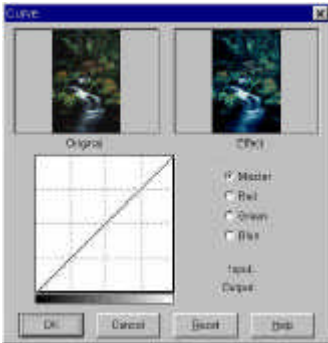 Curve
Original
Effect
Master
Red
Green
Blue
Input:
Output:
OK
Cancel
Reset
Help